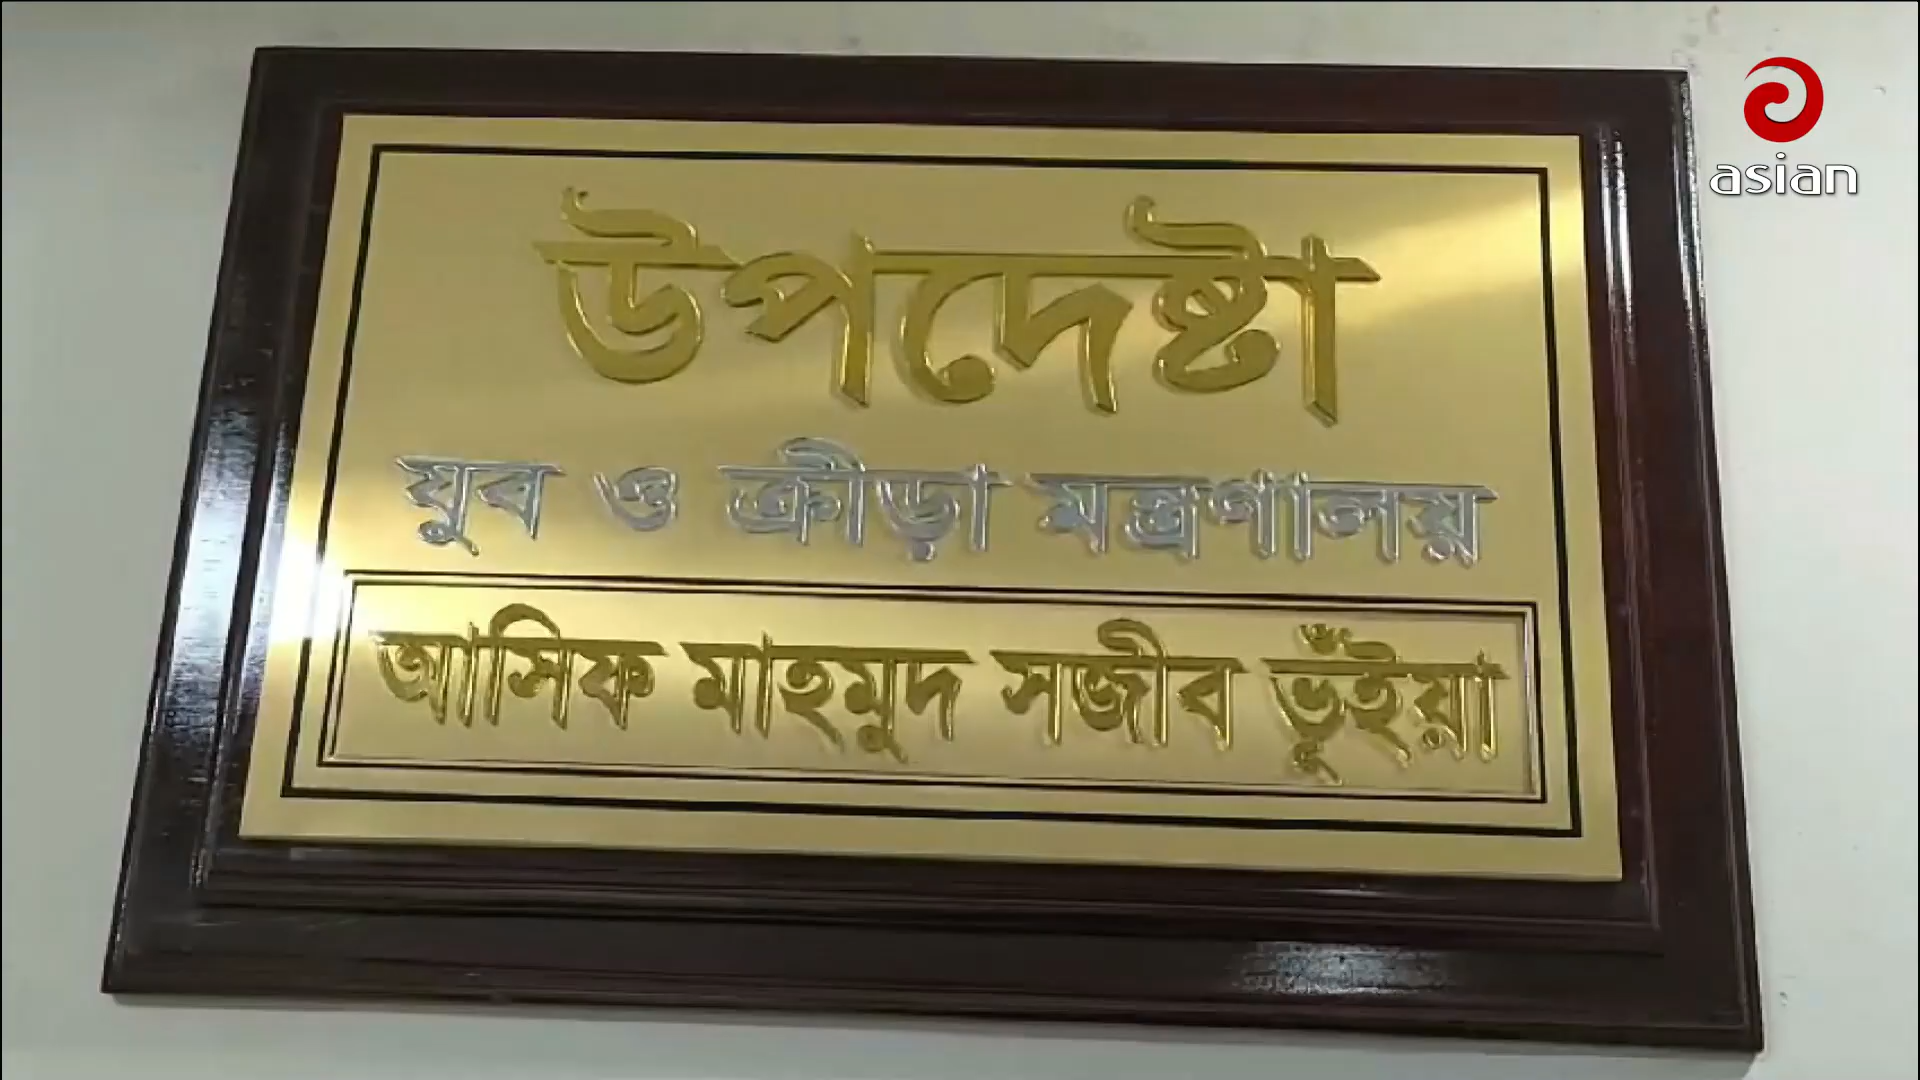 asian
উপদেষ্টা
যুব ও ক্রীড়া মন্ত্রণালয়
আসিফ মাহমুদ সজীব ভূঁইয়া